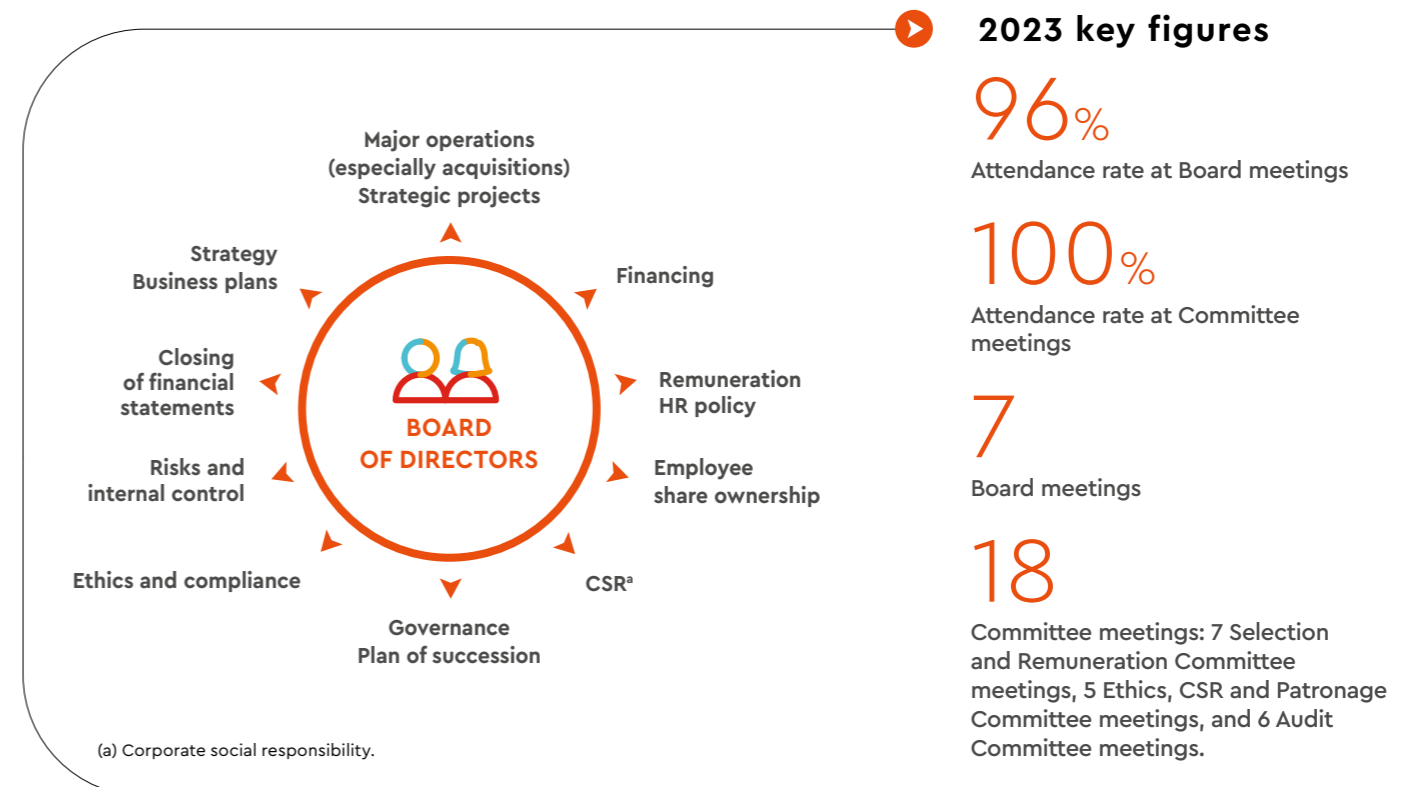 2023 key figures
96%
Attendance rate at Board meetings
100%
Attendance rate at Committee
meetings
7
Board meetings
18
Committee meetings: 7 Selection
and Remuneration Committee
meetings, 5 Ethics, CSR and Patronage
Committee meetings, and 6 Audit
Committee meetings.
Major operations
(especially acquisitions)
Strategic projects
Financing
Remuneration
HR policy
Employee
share ownership
CSRª
Governance
Plan of succession
Ethics and compliance
Risks and
internal control
Closing
of financial
statements
Strategy
Business plans
BOARD
OF DIRECTORS
(a) Corporate social responsibility.